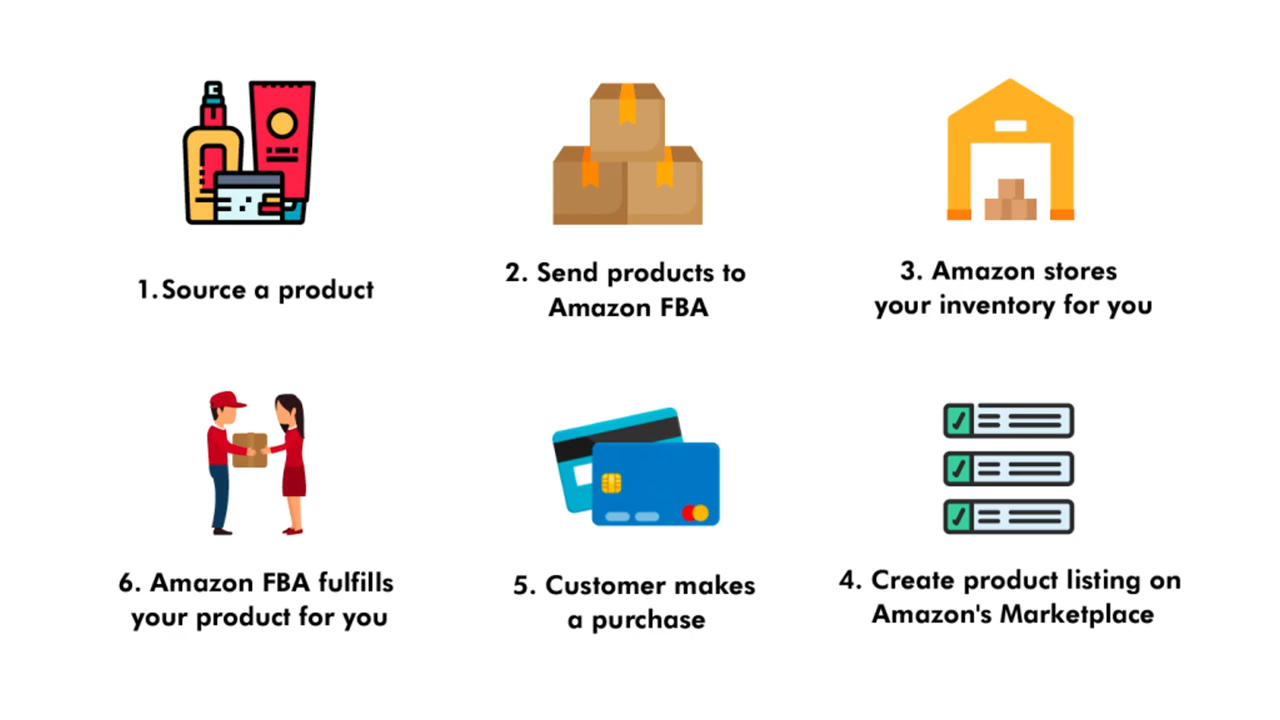 1. Source a product
2. Send products to
Amazon FBA
3. Amazon stores
your inventory for you
6. Amazon FBA fulfills
your product for you
5. Customer makes
a purchase
4. Create product listing on
Amazon's Marketplace